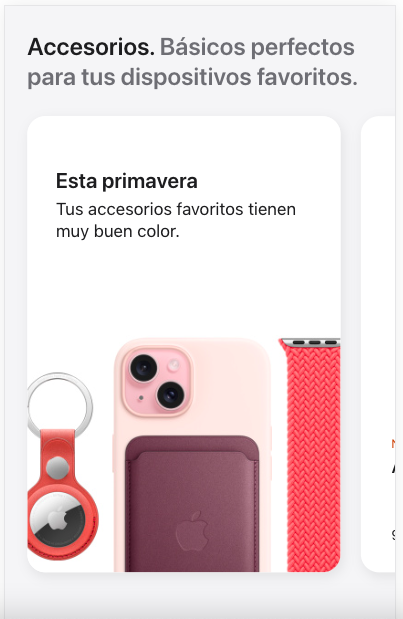 Accesorios. Básicos perfectos
para tus dispositivos favoritos.
Esta primavera
Tus accesorios favoritos tienen
muy buen color.